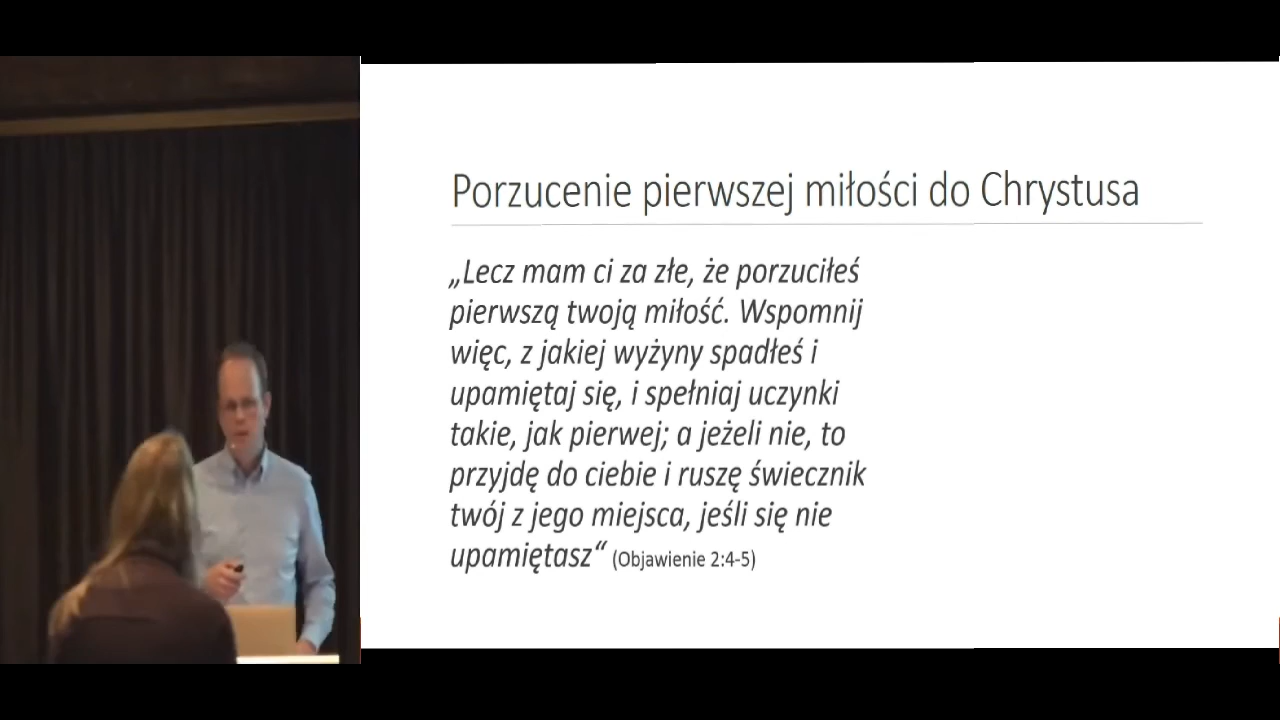 Porzucenie pierwszej miłości do Chrystusa
„Lecz mam ci za złe, że porzuciłeś
pierwszą twoją miłość. Wspomnij
więc, z jakiej wyżyny spadłeś i
upamiętaj się, i spełniaj uczynki
takie, jak pierwej; a jeżeli nie, to
przyjdę do ciebie i ruszę świecznik
twój z jego miejsca, jeśli się nie
upamiętasz“ (Objawienie 2:4-5)